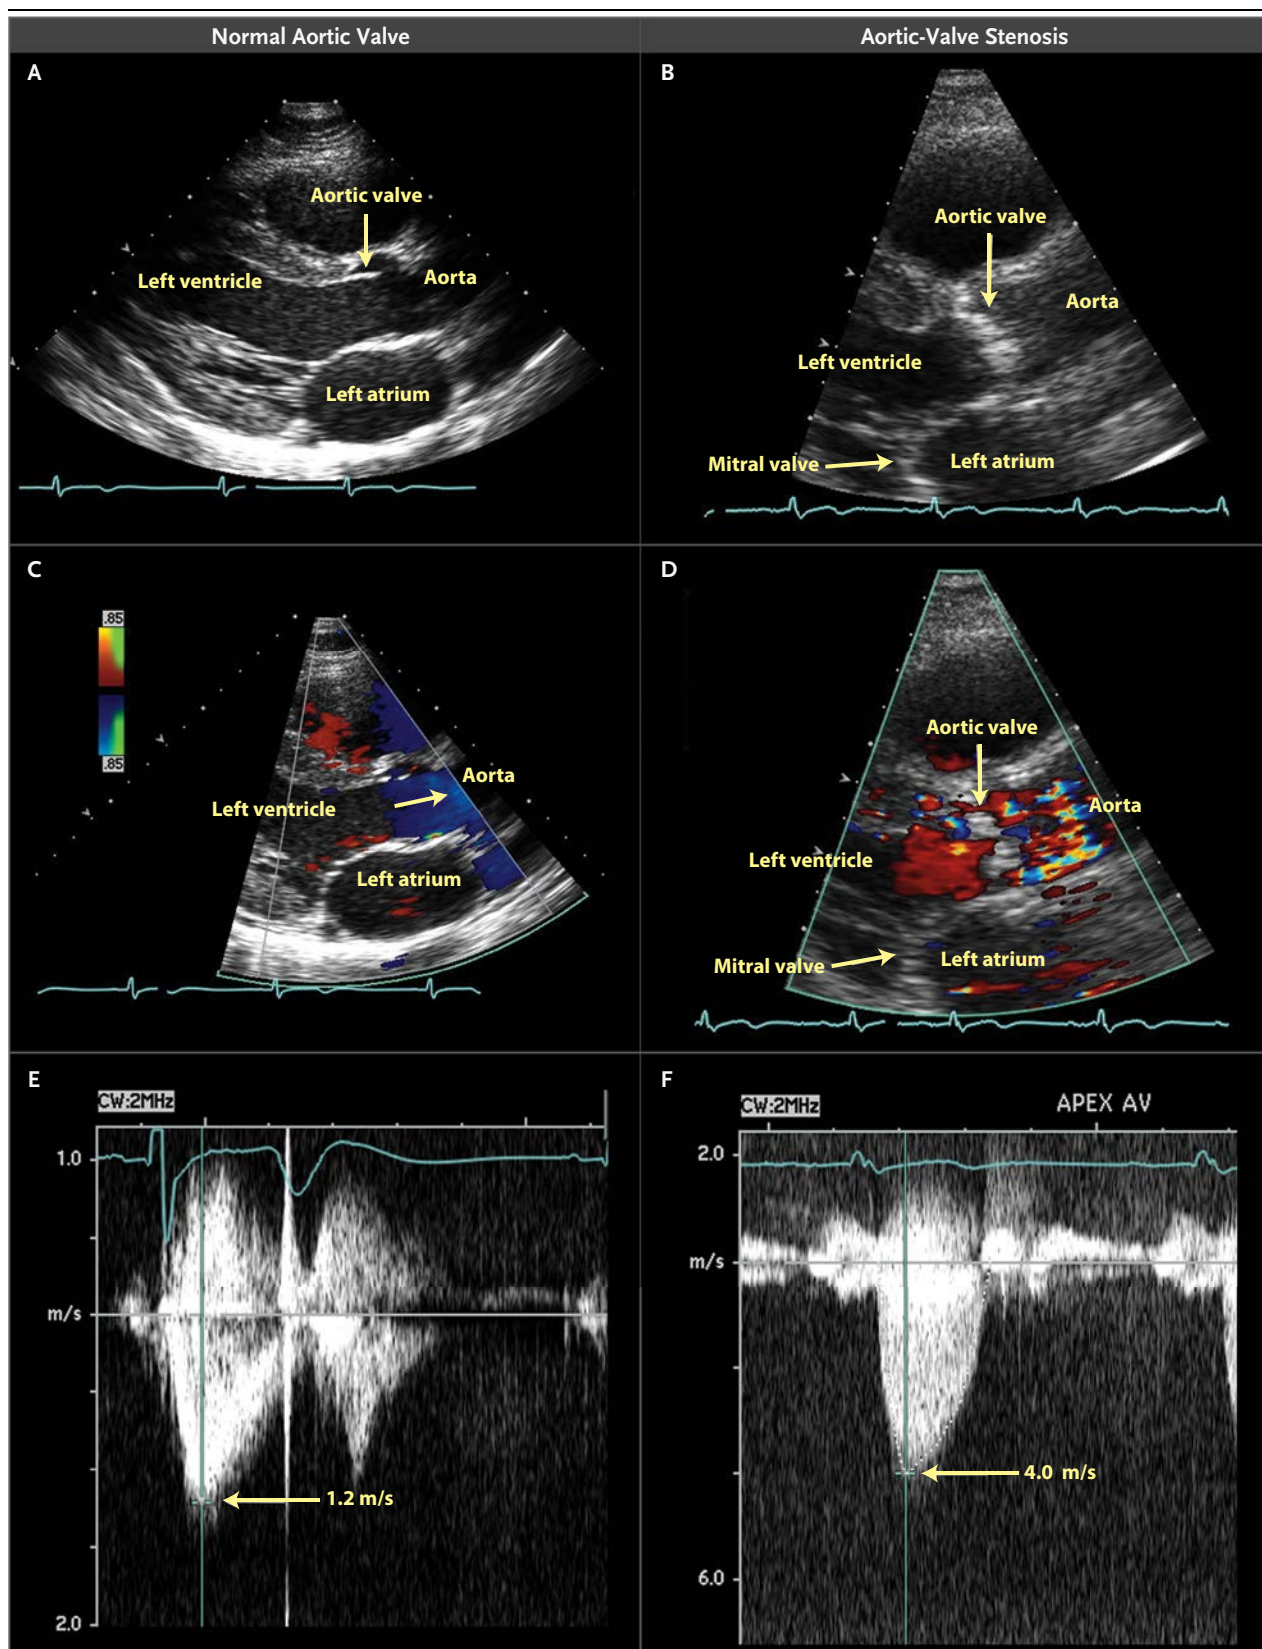 Normal Aortic Valve
Aortic-Valve Stenosis
A
Aortic valve
Left ventricle
Aorta
Left atrium
B
Aortic valve
Aorta
Left ventricle
Mitral valve
Left atrium
C
.85
.85
Aorta
Left ventricle
Left atrium
D
Aortic valve
Aorta
Left ventricle
Mitral valve
Left atrium
E
CW:2MHz
1.0
m/s
1.2 m/s
2.0
F
CW:2MHz
APEX AV
2.0
m/s
4.0 m/s
6.0